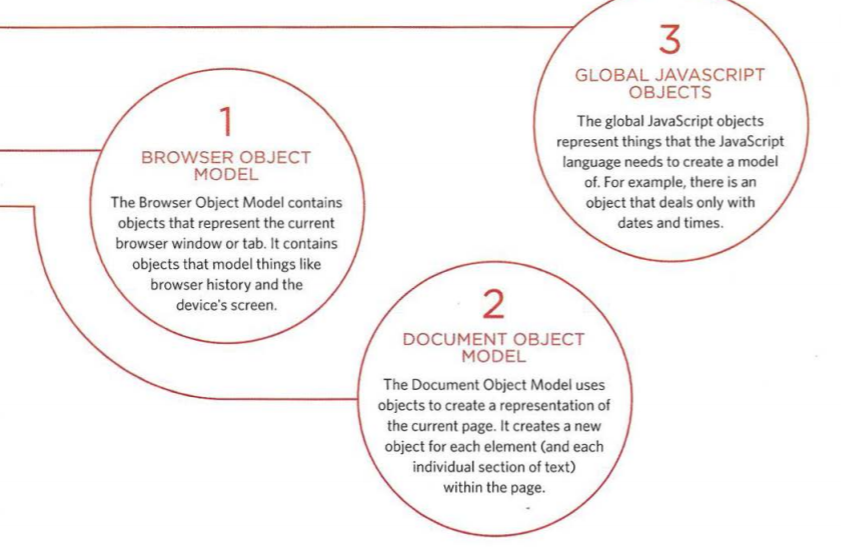 1
BROWSER OBJECT
MODEL
The Browser Object Model contains
objects that represent the current
browser window or tab. It contains
objects that model things like
browser history and the
device's screen.
2
DOCUMENT OBJECT
MODEL
The Document Object Model uses
objects to create a representation of
the current page. It creates a new
object for each element (and each
individual section of text)
within the page.
3
GLOBAL JAVASCRIPT
OBJECTS
The global JavaScript objects
represent things that the JavaScript
language needs to create a model
of. For example, there is an
object that deals only with
dates and times.